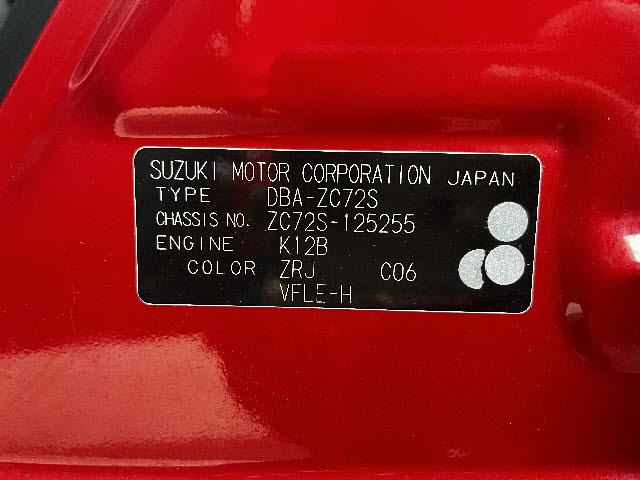 SUZUKI MOTOR CORPORATION JAPAN
TYPE DBA-ZC72S
CHASSIS NO. ZC72S-125255
ENGINE K12B
COLOR ZRJ C06
VFLE-H